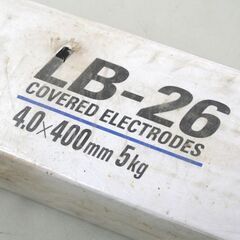 LB-26
COVERED ELECTRODES
4.0×400mm 5kg